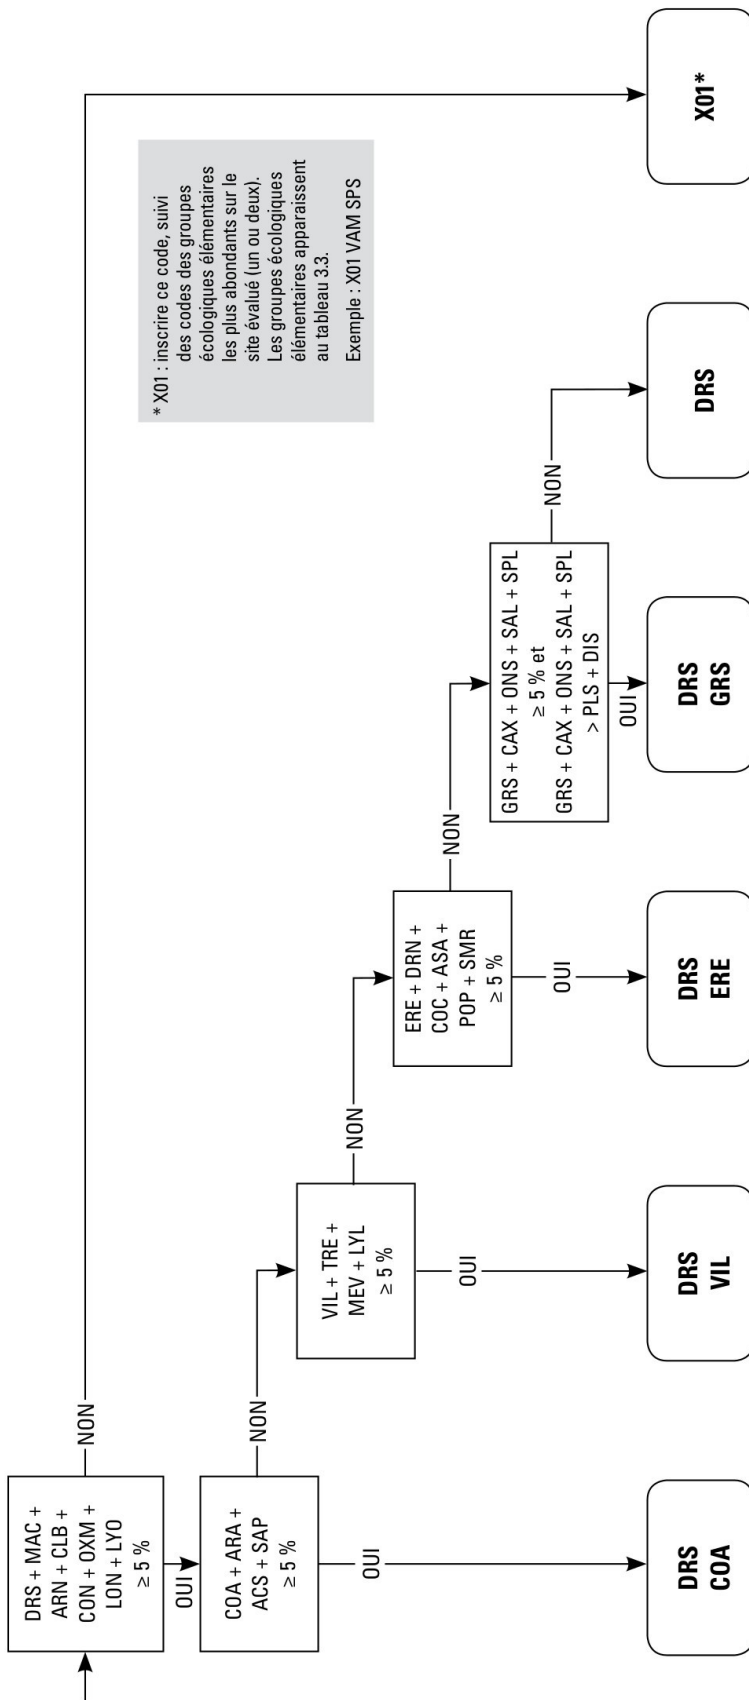 DRS + MAC +
ARN + CLB +
CON + OXM +
LON + LYO
≥ 5 %
NON
OUI
COA + ARA +
ACS + SAP
≥ 5 %
NON
OUI
VIL + TRE +
MEV + LYL
≥ 5 %
NON
OUI
ERE + DRN +
COC + ASA +
POP + SMR
≥ 5 %
NON
OUI
GRS + CAX + ONS + SAL + SPL
≥ 5 % et
GRS + CAX + ONS + SAL + SPL
> PLS + DIS
NON
OUI
* X01 : inscrire ce code, suivi
des codes des groupes
écologiques élémentaires
les plus abondants sur le
site évalué (un ou deux).
Les groupes écologiques
élémentaires apparaissent
au tableau 3.3.
Exemple : X01 VAM SPS
DRS
COA
DRS
VIL
DRS
ERE
DRS
GRS
DRS
X01*